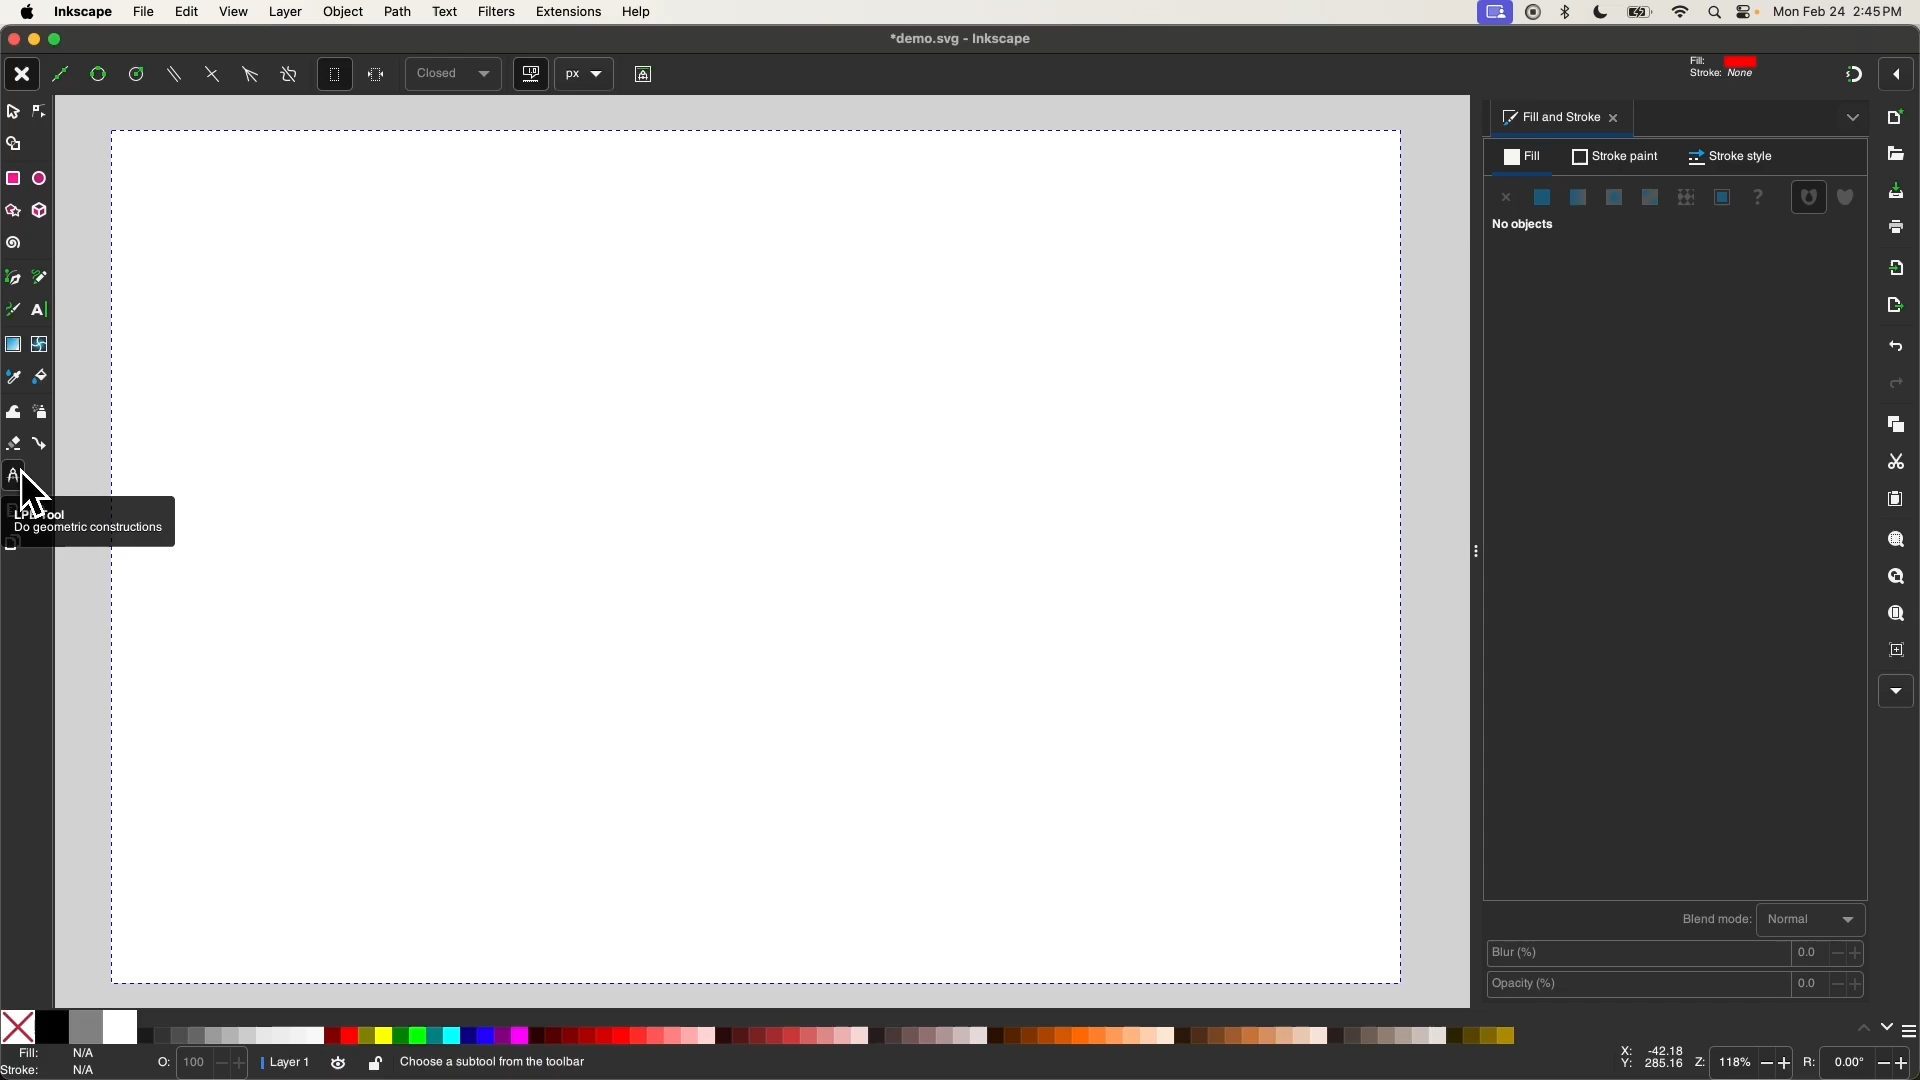 Inkscape File Edit View Layer Object Path Text Filters Extensions Help Mon Feb 24 2:45 PM
*demo.svg - Inkscape
Closed px Fill: Stroke: None
Fill and Stroke
Fill Stroke paint Stroke style
No objects
Do geometric constructions
Blend mode: Normal
Blur (%) 0.0
Opacity (%) 0.0
Fill: N/A
Stroke: N/A
O: 100 Layer 1 Choose a subtool from the toolbar
X: -42.18
Y: 285.16
Z: 118% R: 0.00°